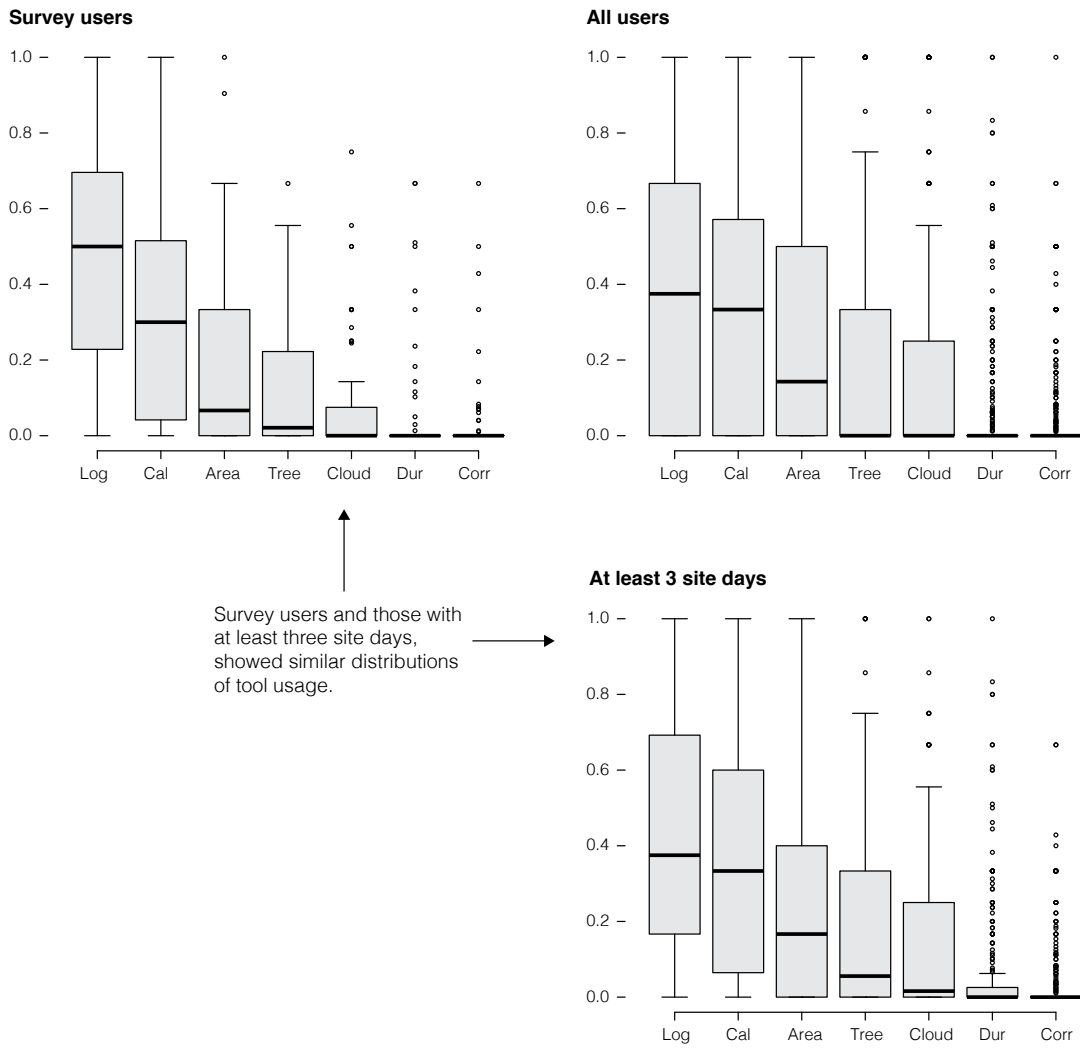 Survey users
1.0
0.8
0.6
0.4
0.2
0.0
Log Cal Area Tree Cloud Dur Corr
All users
1.0
0.8
0.6
0.4
0.2
0.0
Log Cal Area Tree Cloud Dur Corr
Survey users and those with
at least three site days,
showed similar distributions
of tool usage.
At least 3 site days
1.0
0.8
0.6
0.4
0.2
0.0
Log Cal Area Tree Cloud Dur Corr